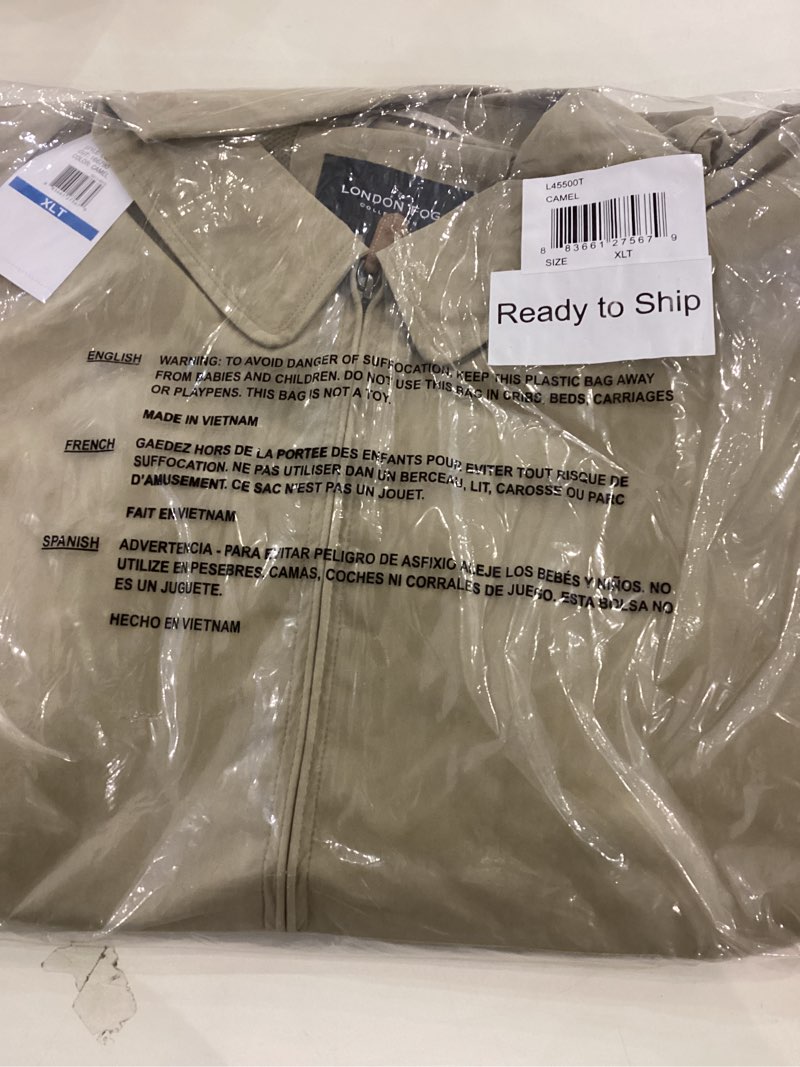 COLOR: CAMEL
XLT
LONDON FOG
COLLECTION
L45500T
CAMEL
8 83661 27567 9
SIZE XLT
Ready to Ship
ENGLISH WARNING: TO AVOID DANGER OF SUFFOCATION, KEEP THIS PLASTIC BAG AWAY
FROM BABIES AND CHILDREN. DO NOT USE THIS BAG IN CRIBS, BEDS, CARRIAGES
OR PLAYPENS. THIS BAG IS NOT A TOY.
MADE IN VIETNAM
FRENCH GAEDEZ HORS DE LA PORTEE DES ENFANTS POUR EVITER TOUT RISQUE DE
SUFFOCATION. NE PAS UTILISER DAN UN BERCEAU, LIT, CAROSSE OU PARC
D'AMUSEMENT. CE SAC N'EST PAS UN JOUET.
FAIT EN VIETNAM
SPANISH ADVERTENCIA - PARA EVITAR PELIGRO DE ASFIXIO ALEJE LOS BEBÉS Y NIÑOS. NO
UTILIZE EN PESEBRES, CAMAS, COCHES NI CORRALES DE JUEGO. ESTA BOLSA NO
ES UN JUGUETE.
HECHO EN VIETNAM